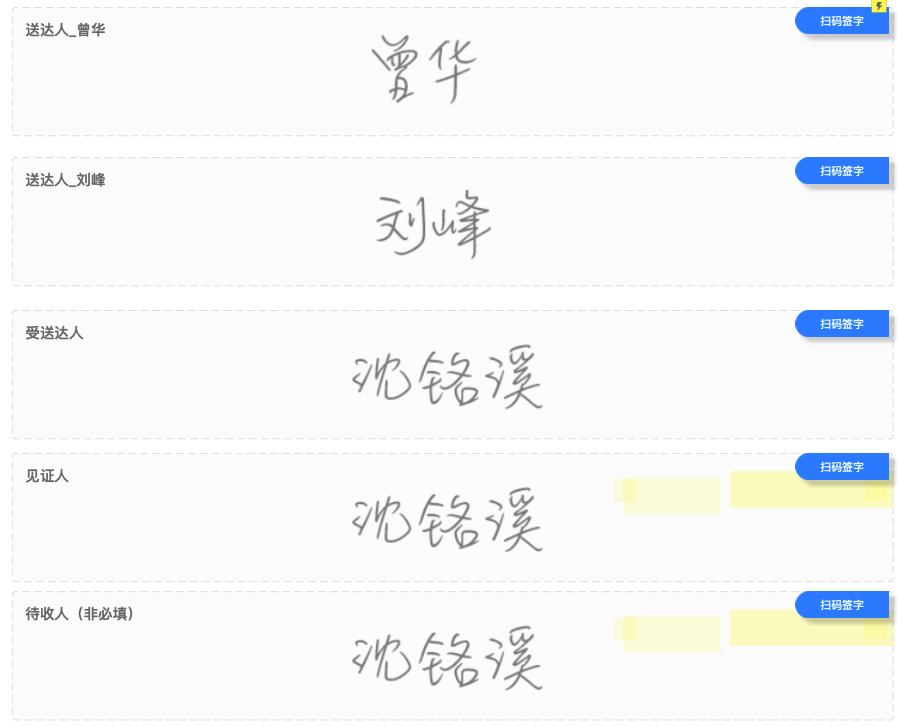 送达人_曾华
扫码签字
曾华
送达人_刘峰
扫码签字
刘峰
受送达人
扫码签字
沈铭溪
见证人
扫码签字
沈铭溪
待收人（非必填）
扫码签字
沈铭溪